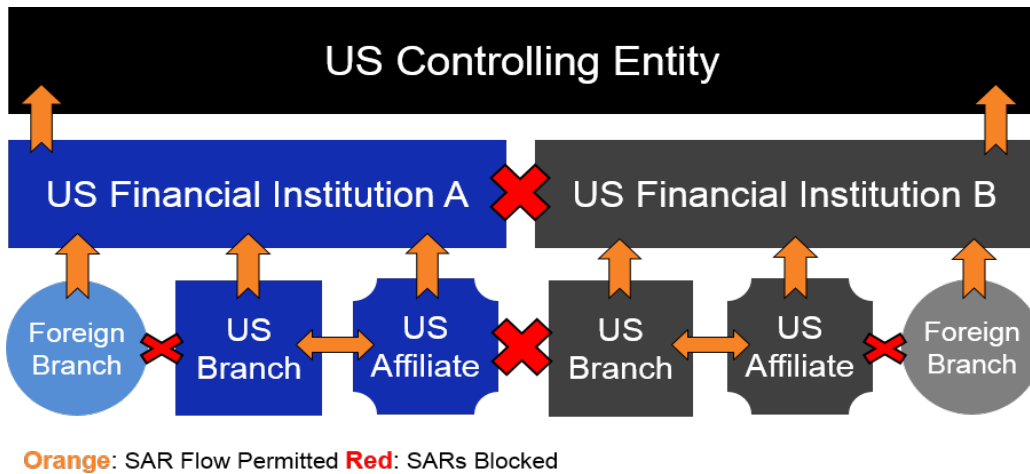 US Controlling Entity
US Financial Institution A
US Financial Institution B
Foreign
Branch
US
Branch
US
Affiliate
US
Branch
US
Affiliate
Foreign
Branch
Orange: SAR Flow Permitted Red: SARs Blocked